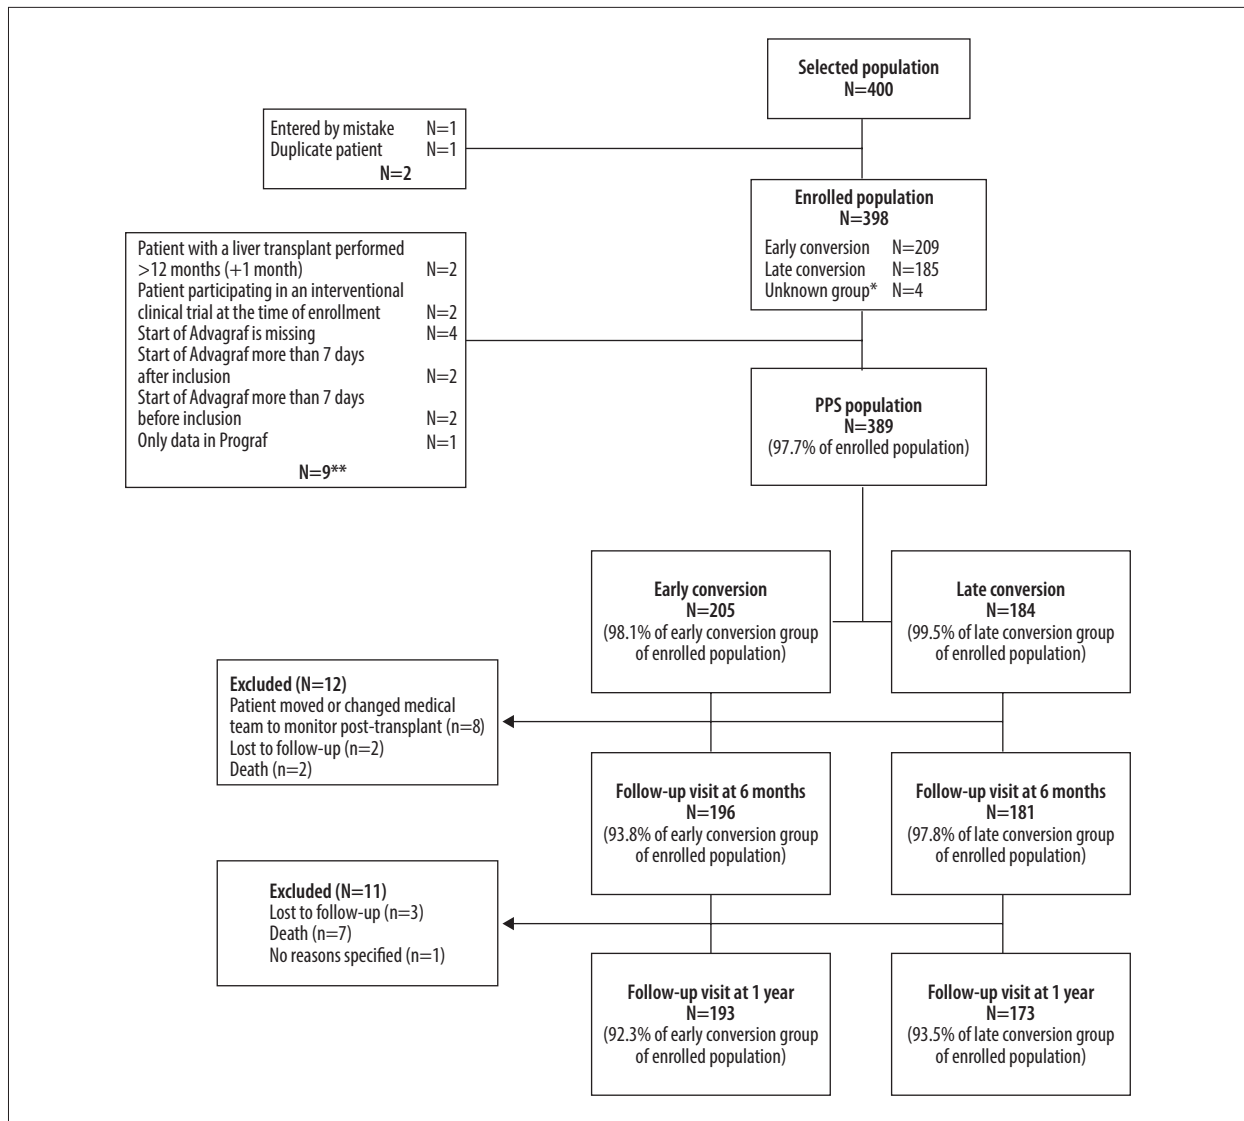 Selected population
N=400
Entered by mistake N=1
Duplicate patient N=1
N=2
Enrolled population
N=398
Early conversion N=209
Late conversion N=185
Unknown group* N=4
Patient with a liver transplant performed
>12 months (+1 month) N=2
Patient participating in an interventional
clinical trial at the time of enrollment N=2
Start of Advagraf is missing N=4
Start of Advagraf more than 7 days
after inclusion N=2
Start of Advagraf more than 7 days
before inclusion N=2
Only data in Prograf N=1
N=9**
PPS population
N=389
(97.7% of enrolled population)
Early conversion
N=205
(98.1% of early conversion group
of enrolled population)
Late conversion
N=184
(99.5% of late conversion group
of enrolled population)
Excluded (N=12)
Patient moved or changed medical
team to monitor post-transplant (n=8)
Lost to follow-up (n=2)
Death (n=2)
Follow-up visit at 6 months
N=196
(93.8% of early conversion group
of enrolled population)
Follow-up visit at 6 months
N=181
(97.8% of late conversion group
of enrolled population)
Excluded (N=11)
Lost to follow-up (n=3)
Death (n=7)
No reasons specified (n=1)
Follow-up visit at 1 year
N=193
(92.3% of early conversion group
of enrolled population)
Follow-up visit at 1 year
N=173
(93.5% of late conversion group
of enrolled population)